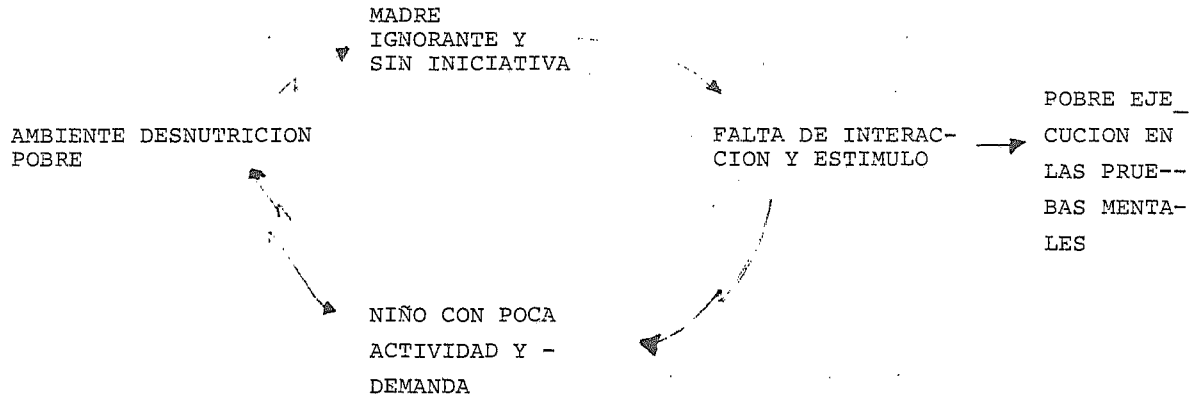 MADRE
IGNORANTE Y
SIN INICIATIVA
AMBIENTE DESNUTRICION
POBRE
FALTA DE INTERAC-
CION Y ESTIMULO
POBRE EJE_
CUCION EN
LAS PRUE--
BAS MENTA-
LES
NIÑO CON POCA
ACTIVIDAD Y -
DEMANDA